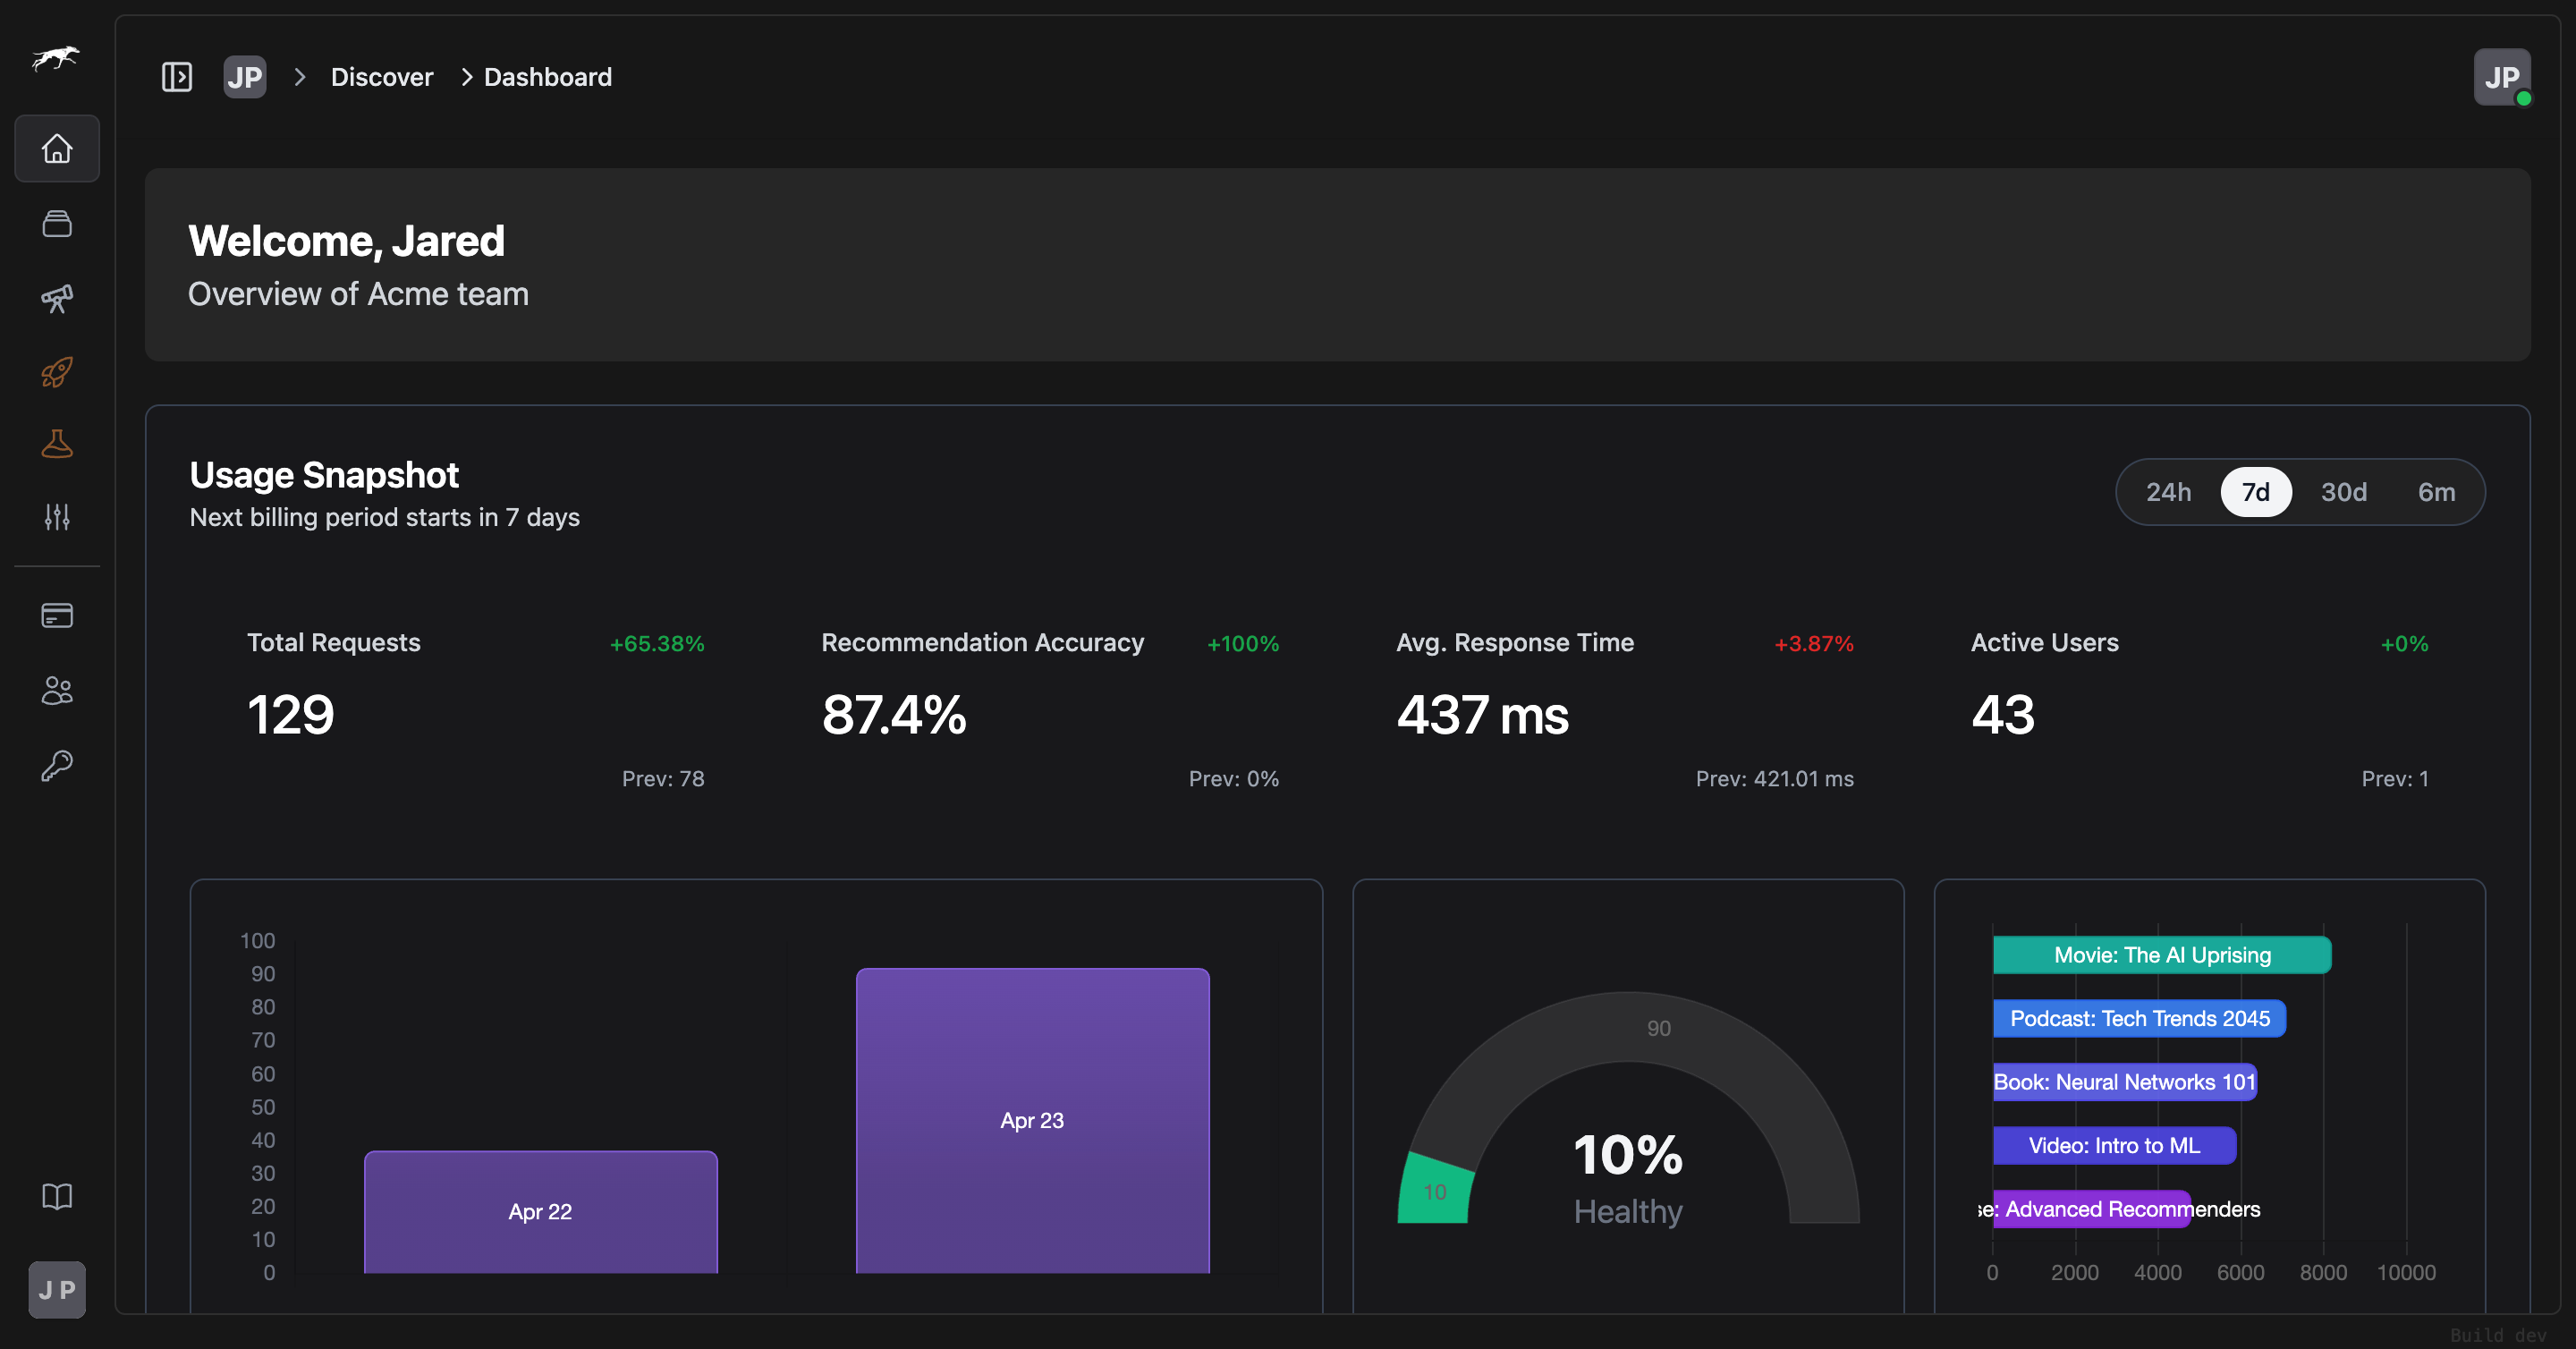 JP
Discover
Dashboard
JP
Welcome, Jared
Overview of Acme team
Usage Snapshot
Next billing period starts in 7 days
24h 7d 30d 6m
Total Requests +65.38%
129
Prev: 78
Recommendation Accuracy +100%
87.4%
Prev: 0%
Avg. Response Time +3.87%
437 ms
Prev: 421.01 ms
Active Users +0%
43
Prev: 1
100
90
80
70
60
50
40
30
20
10
0
Apr 22
Apr 23
90
10
10%
Healthy
Movie: The AI Uprising
Podcast: Tech Trends 2045
Book: Neural Networks 101
Video: Intro to ML
se: Advanced Recommenders
0 2000 4000 6000 8000 10000
J P
Build dev